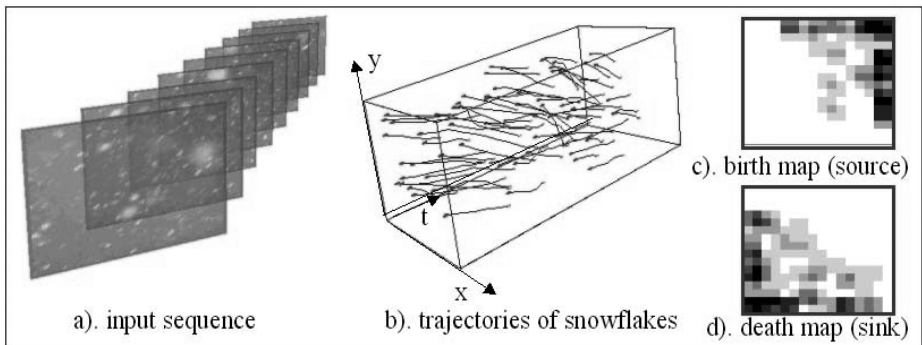 y
t
x
a). input sequence
b). trajectories of snowflakes
c). birth map (source)
d). death map (sink)